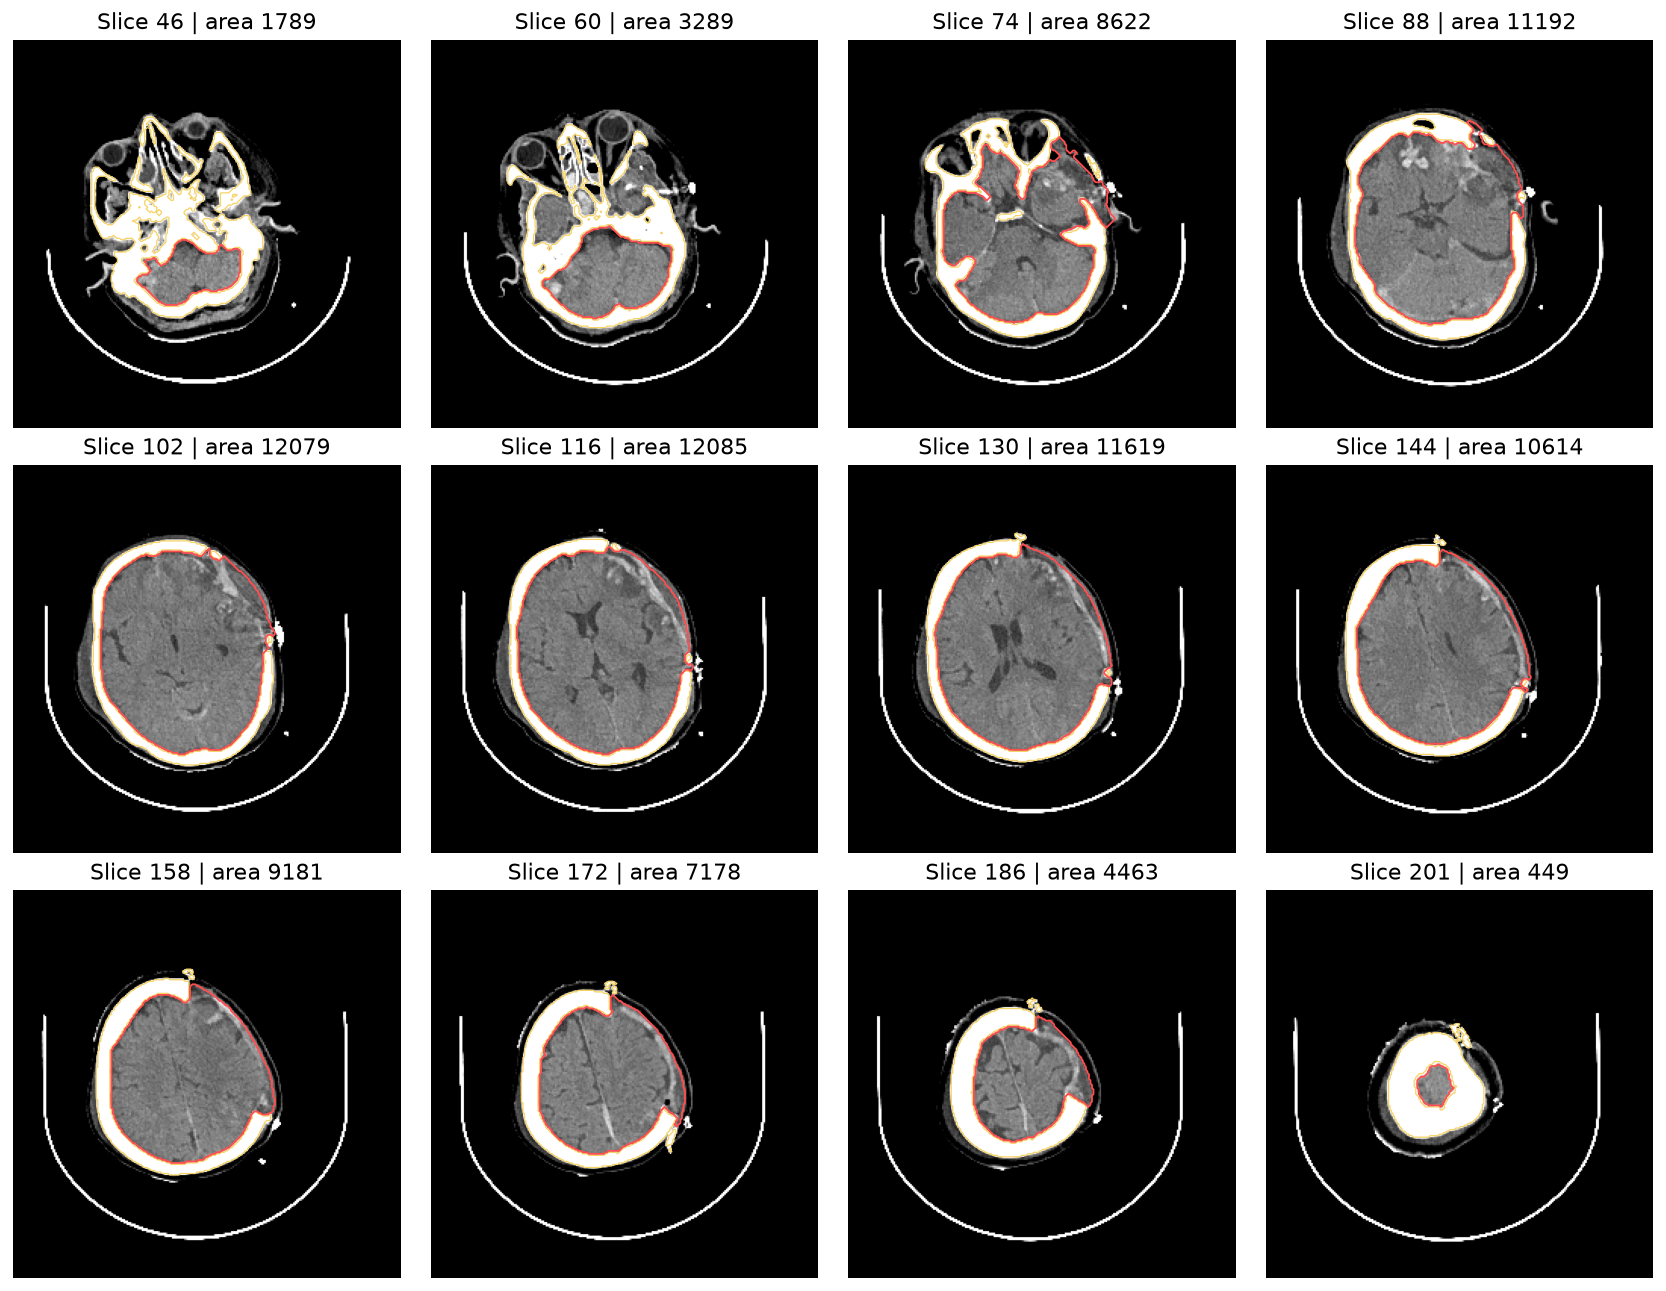 Slice 46 | area 1789
Slice 60 | area 3289
Slice 74 | area 8622
Slice 88 | area 11192
Slice 102 | area 12079
Slice 116 | area 12085
Slice 130 | area 11619
Slice 144 | area 10614
Slice 158 | area 9181
Slice 172 | area 7178
Slice 186 | area 4463
Slice 201 | area 449